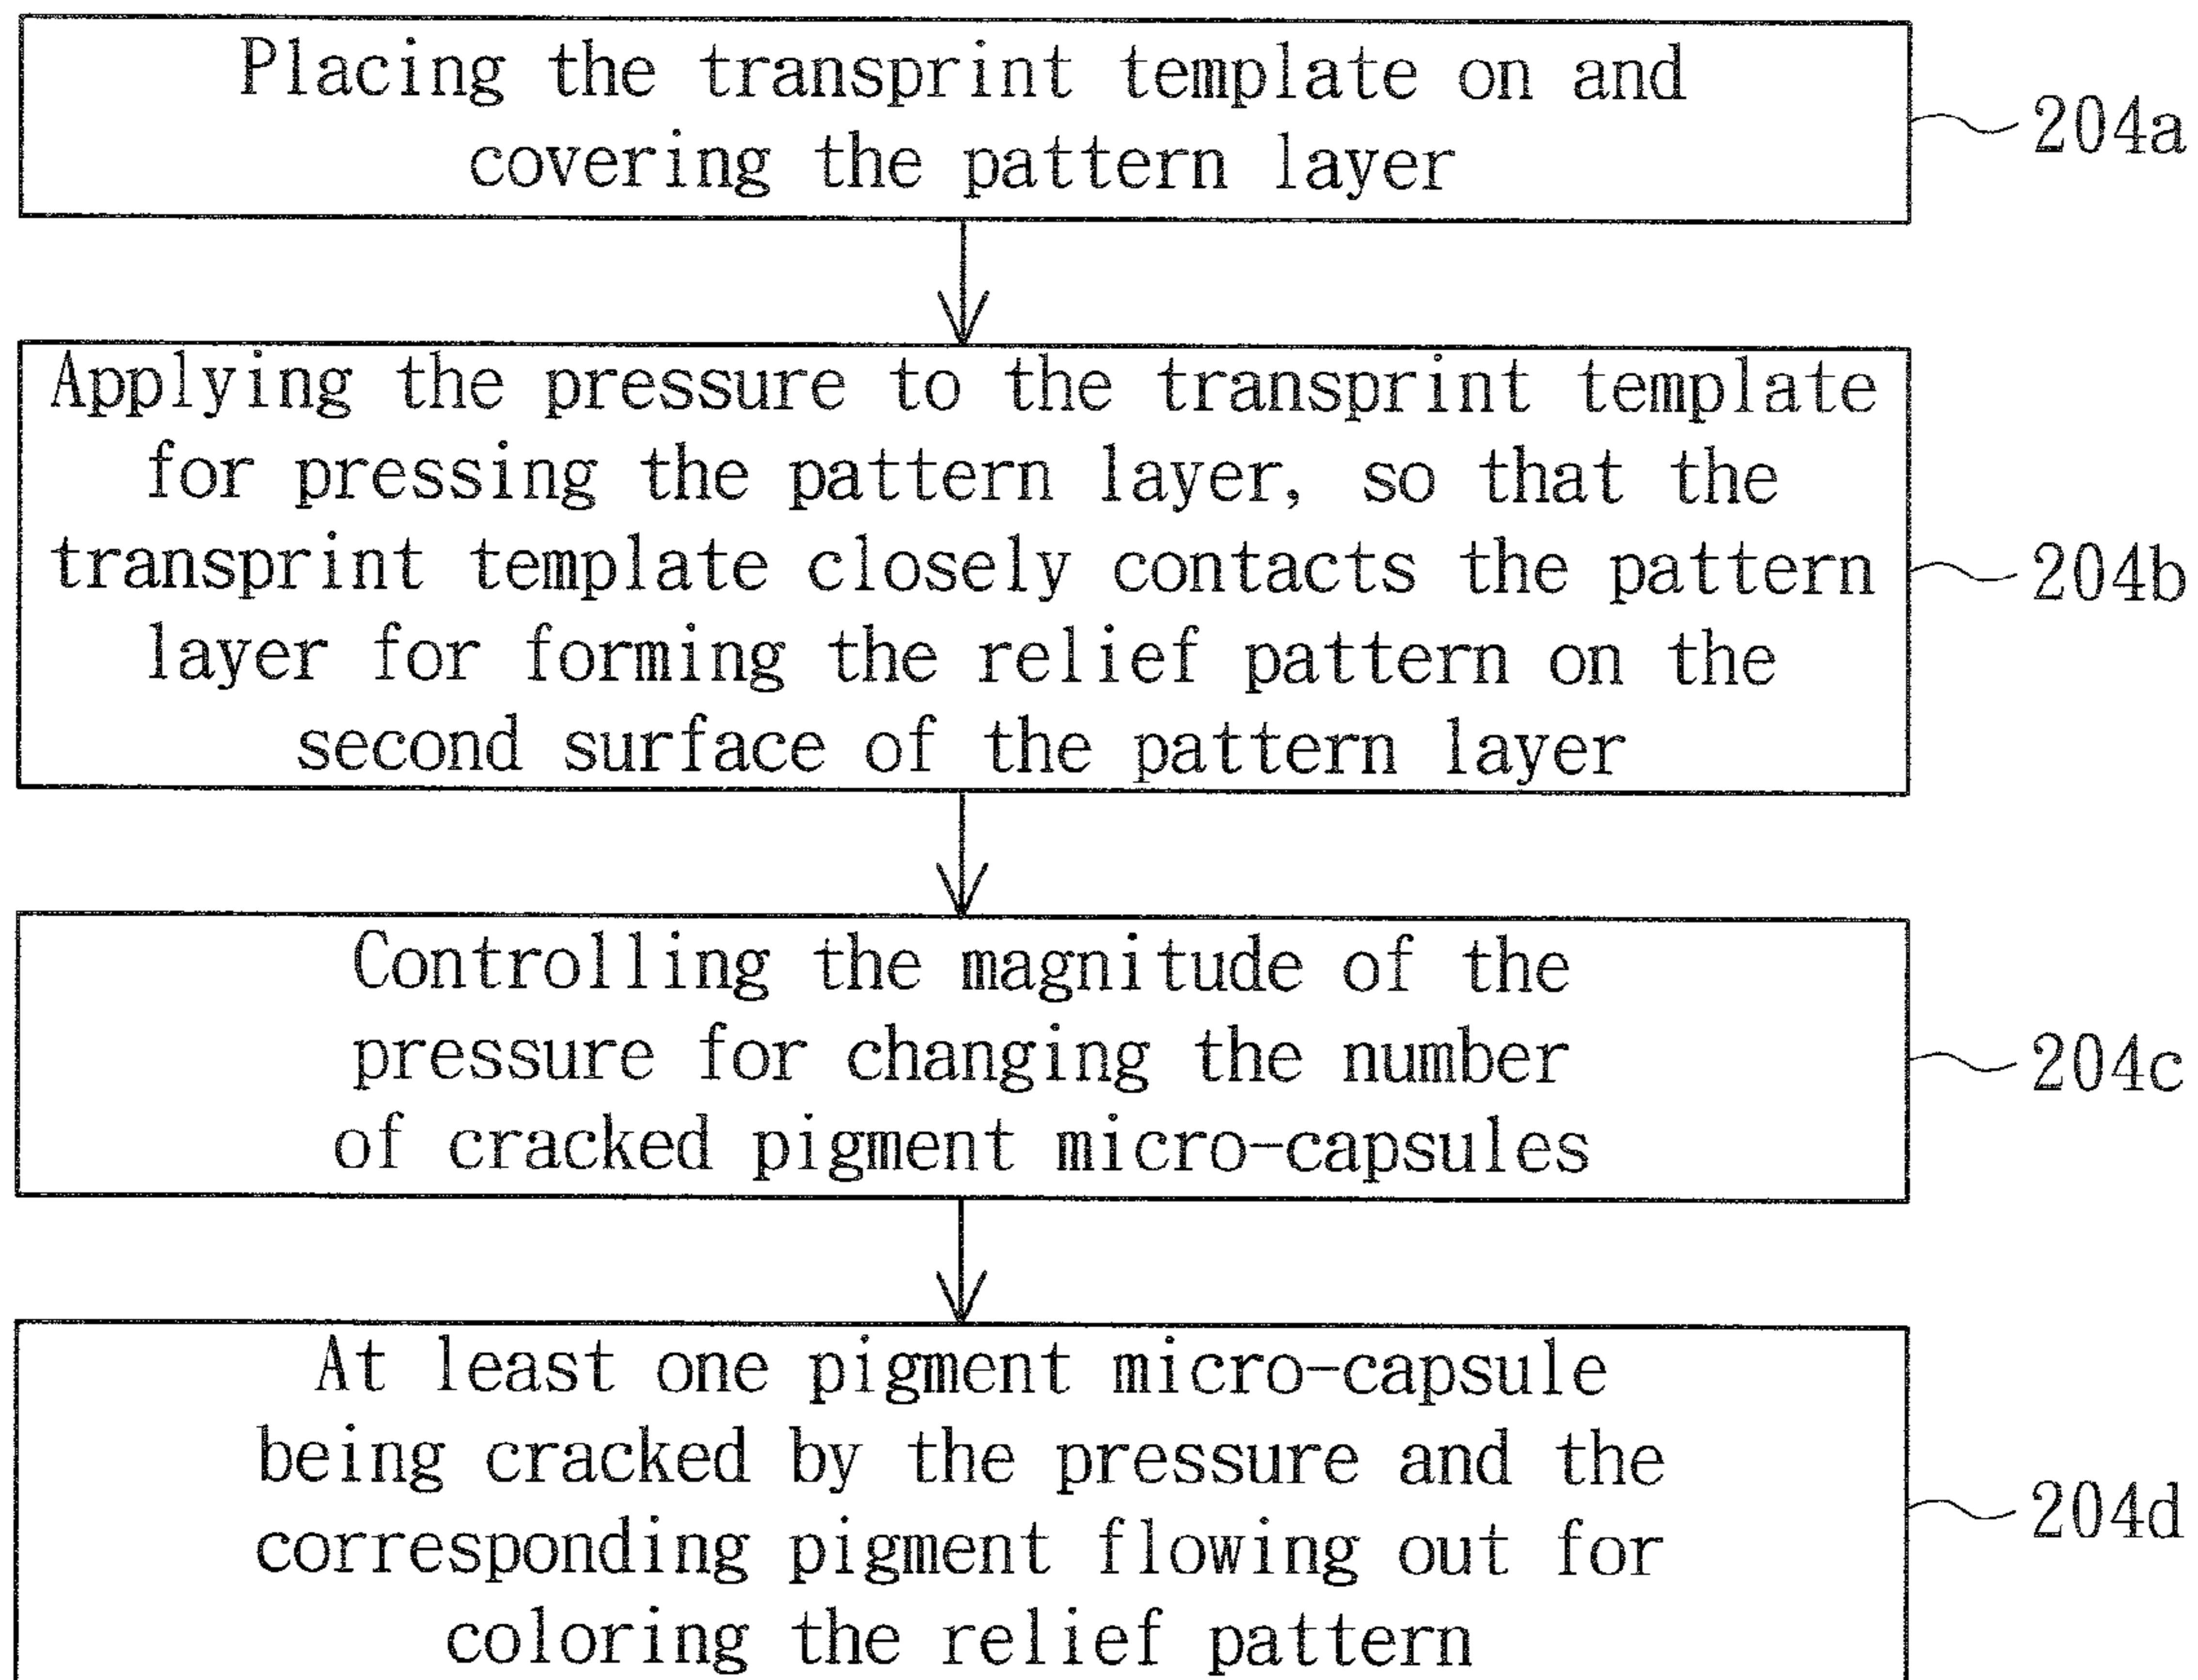 Placing the transprint template on and
covering the pattern layer
204a
Applying the pressure to the transprint template
for pressing the pattern layer, so that the
transprint template closely contacts the pattern
layer for forming the relief pattern on the
second surface of the pattern layer
204b
Controlling the magnitude of the
pressure for changing the number
of cracked pigment micro-capsules
204c
At least one pigment micro-capsule
being cracked by the pressure and the
corresponding pigment flowing out for
coloring the relief pattern
204d